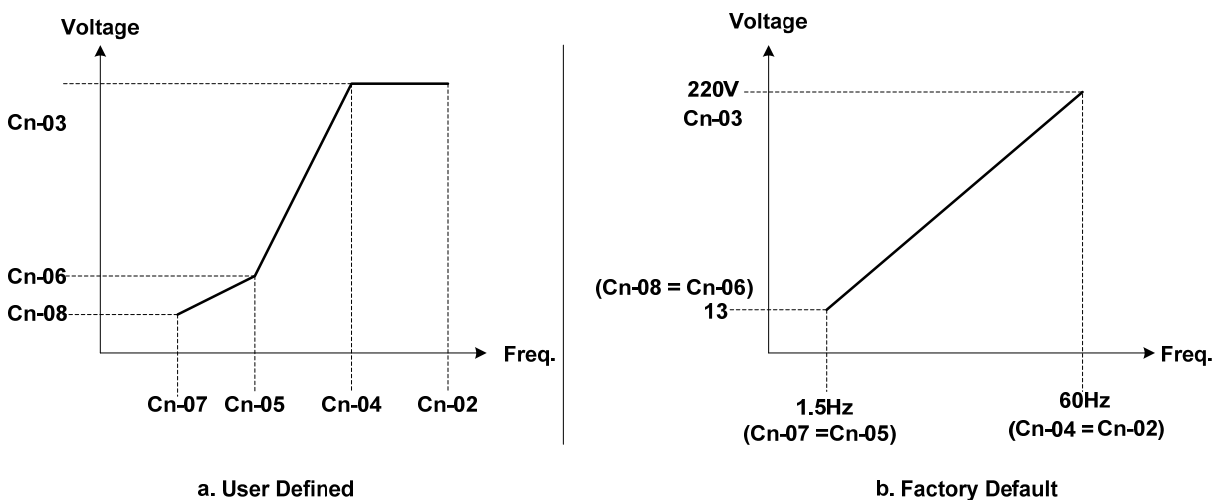 Voltage
Cn-03
Cn-06
Cn-08
Freq.
Cn-07
Cn-05
Cn-04
Cn-02
a. User Defined
Voltage
220V
Cn-03
(Cn-08 = Cn-06)
13
Freq.
1.5Hz
(Cn-07 =Cn-05)
60Hz
(Cn-04 =Cn-02)
b. Factory Default